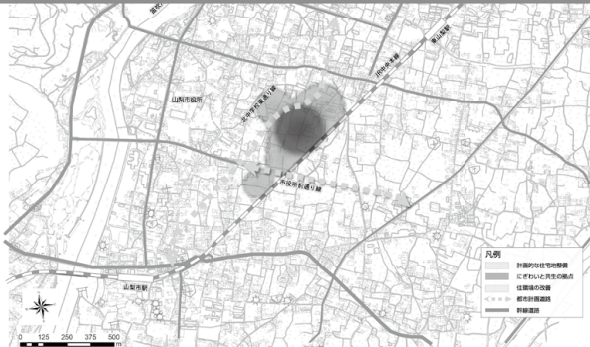 東山梨駅
JR中央本線
北中学校東通り線
山梨市役所
市役所お通り線
山梨市駅
凡例
計画的な住宅地整備
にぎわいと共生の拠点
住環境の改善
都市計画道路
幹線道路
0 125 250 375 500
m